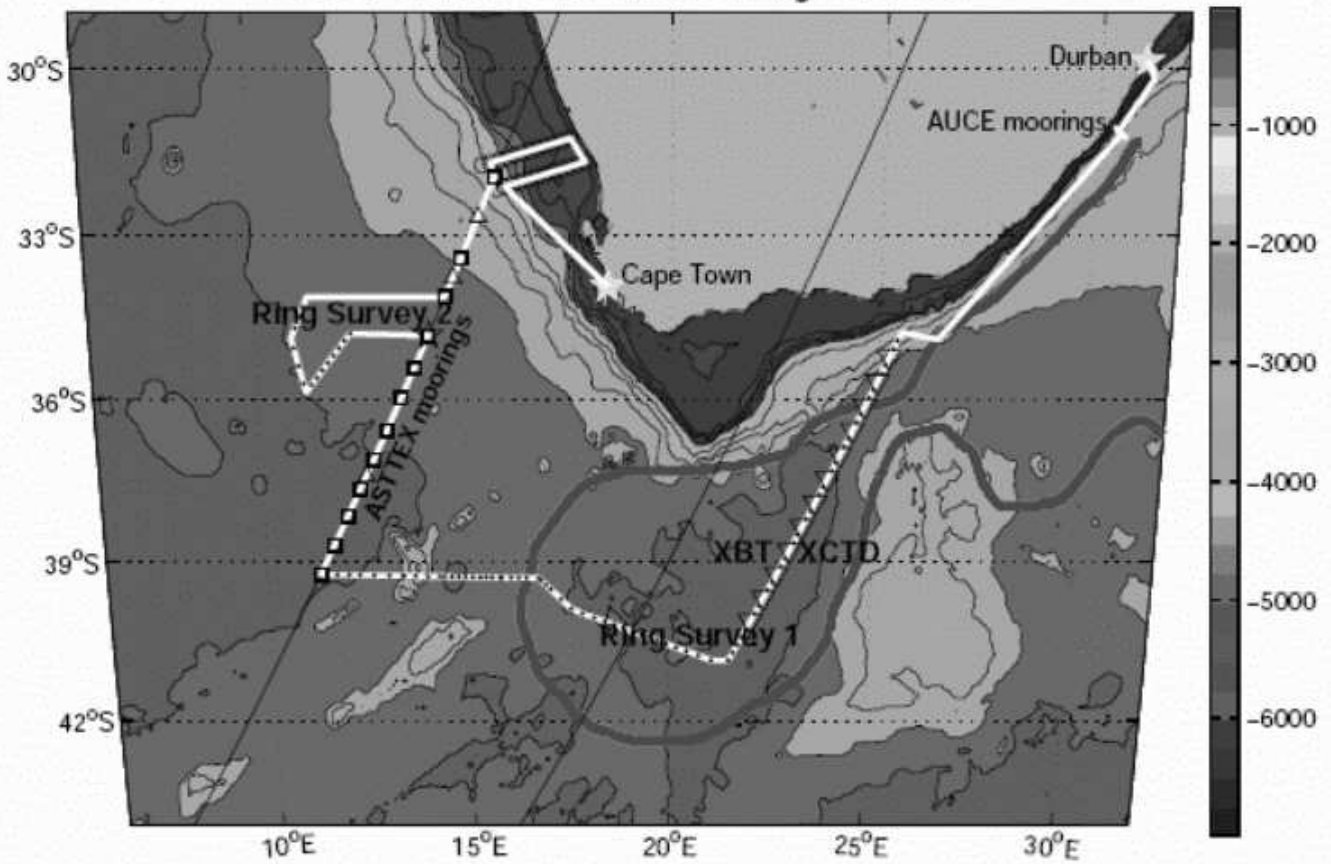 30°S
Durban
AUCE moorings
-1000
33°S
Cape Town
-2000
Ring Survey 2
ASTTEX moorings
-3000
36°S
-4000
39°S
XBT XCTD
-5000
Ring Survey 1
42°S
-6000
10°E
15°E
20°E
25°E
30°E